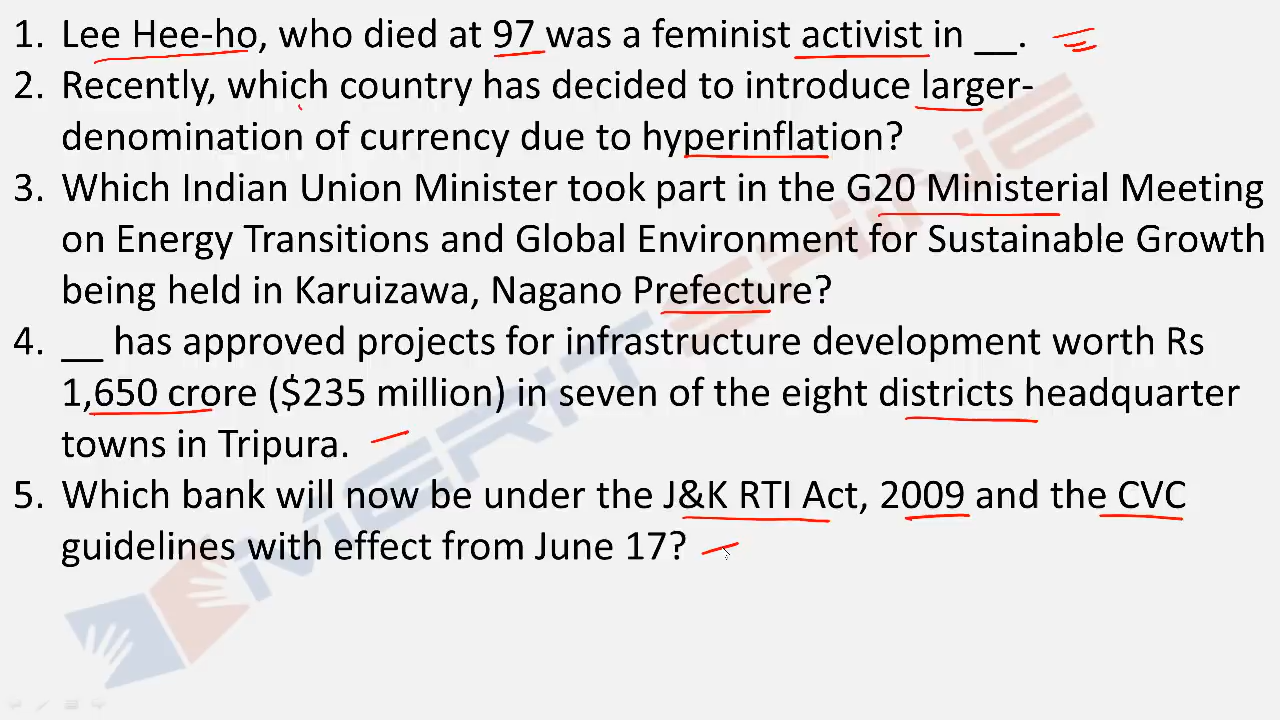 1. Lee Hee-ho, who died at 97 was a feminist activist in __.
2. Recently, which country has decided to introduce larger-
denomination of currency due to hyperinflation?
3. Which Indian Union Minister took part in the G20 Ministerial Meeting
on Energy Transitions and Global Environment for Sustainable Growth
being held in Karuizawa, Nagano Prefecture?
4. __ has approved projects for infrastructure development worth Rs
1,650 crore ($235 million) in seven of the eight districts headquarter
towns in Tripura.
5. Which bank will now be under the J&K RTI Act, 2009 and the CVC
guidelines with effect from June 17?
MERITSHINE